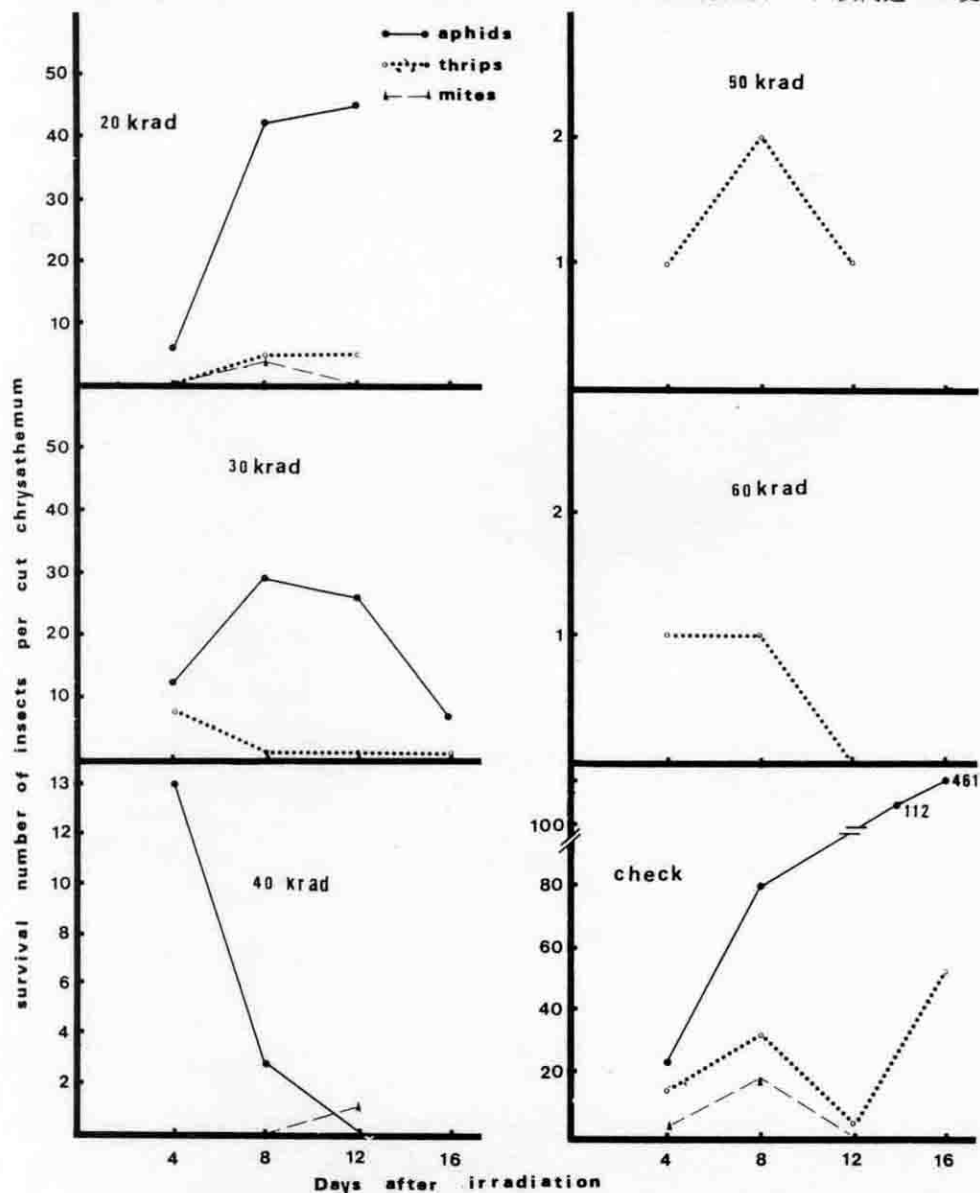 aphids
thrips
mites
20 krad
50
40
30
20
10
50 krad
2
1
30 krad
50
40
30
20
10
60 krad
2
1
40 krad
13
12
10
8
6
4
2
check
100
80
60
40
20
112
461
4 8 12 16
4 8 12 16
survival number of insects per cut chrysathemum
Days after irradiation